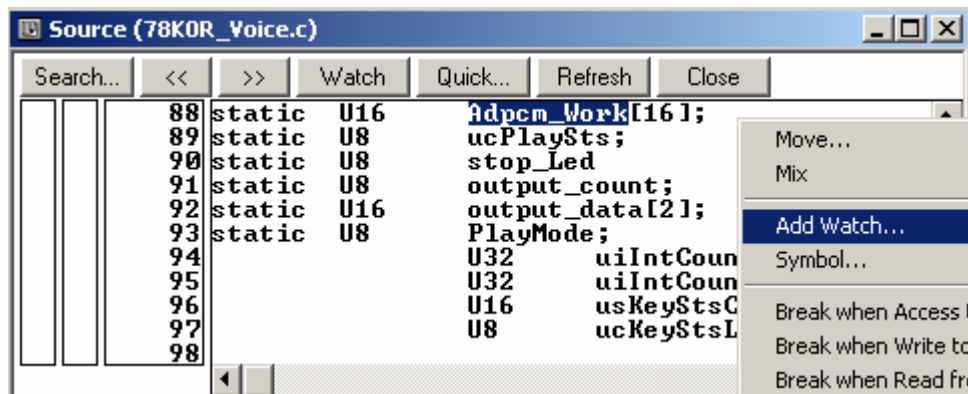 Source (78K0R_Voice.c)
Search... << >> Watch Quick... Refresh Close
88 static U16 Adpcm_Work[16];
89 static U8 ucPlaySts;
90 static U8 stop_Led
91 static U8 output_count;
92 static U16 output_data[2];
93 static U8 PlayMode;
94 U32 uiIntCoun
95 U32 uiIntCoun
96 U16 usKeyStsC
97 U8 ucKeyStsL
98
Move...
Mix
Add Watch...
Symbol...
Break when Access
Break when Write to
Break when Read fr